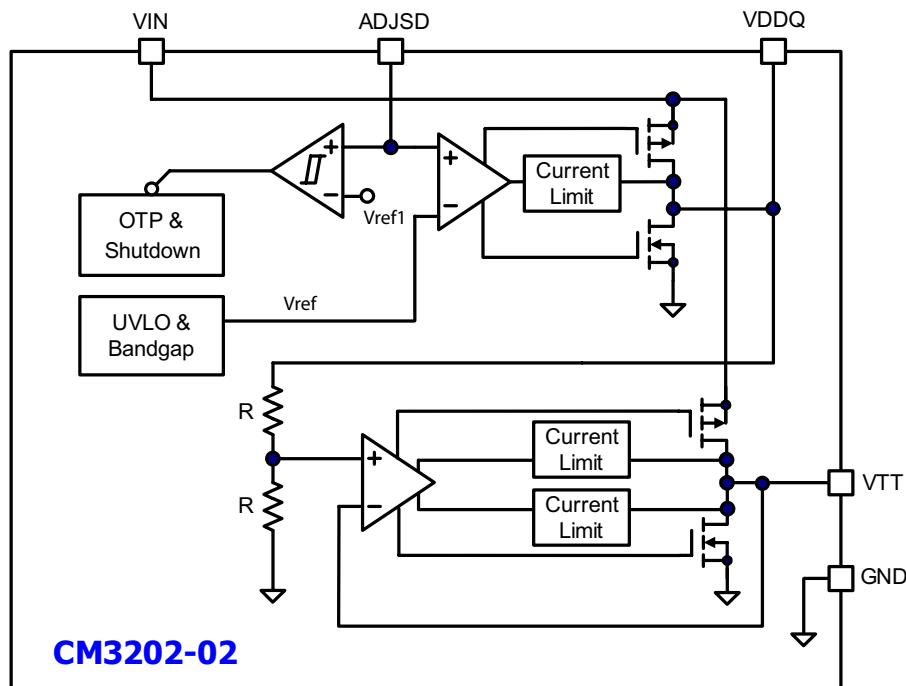 VIN
ADJSD
VDDQ
+
−
Vref1
+
−
Current
Limit
OTP &
Shutdown
UVLO &
Bandgap
Vref
R
R
+
−
Current
Limit
Current
Limit
VTT
GND
CM3202-02